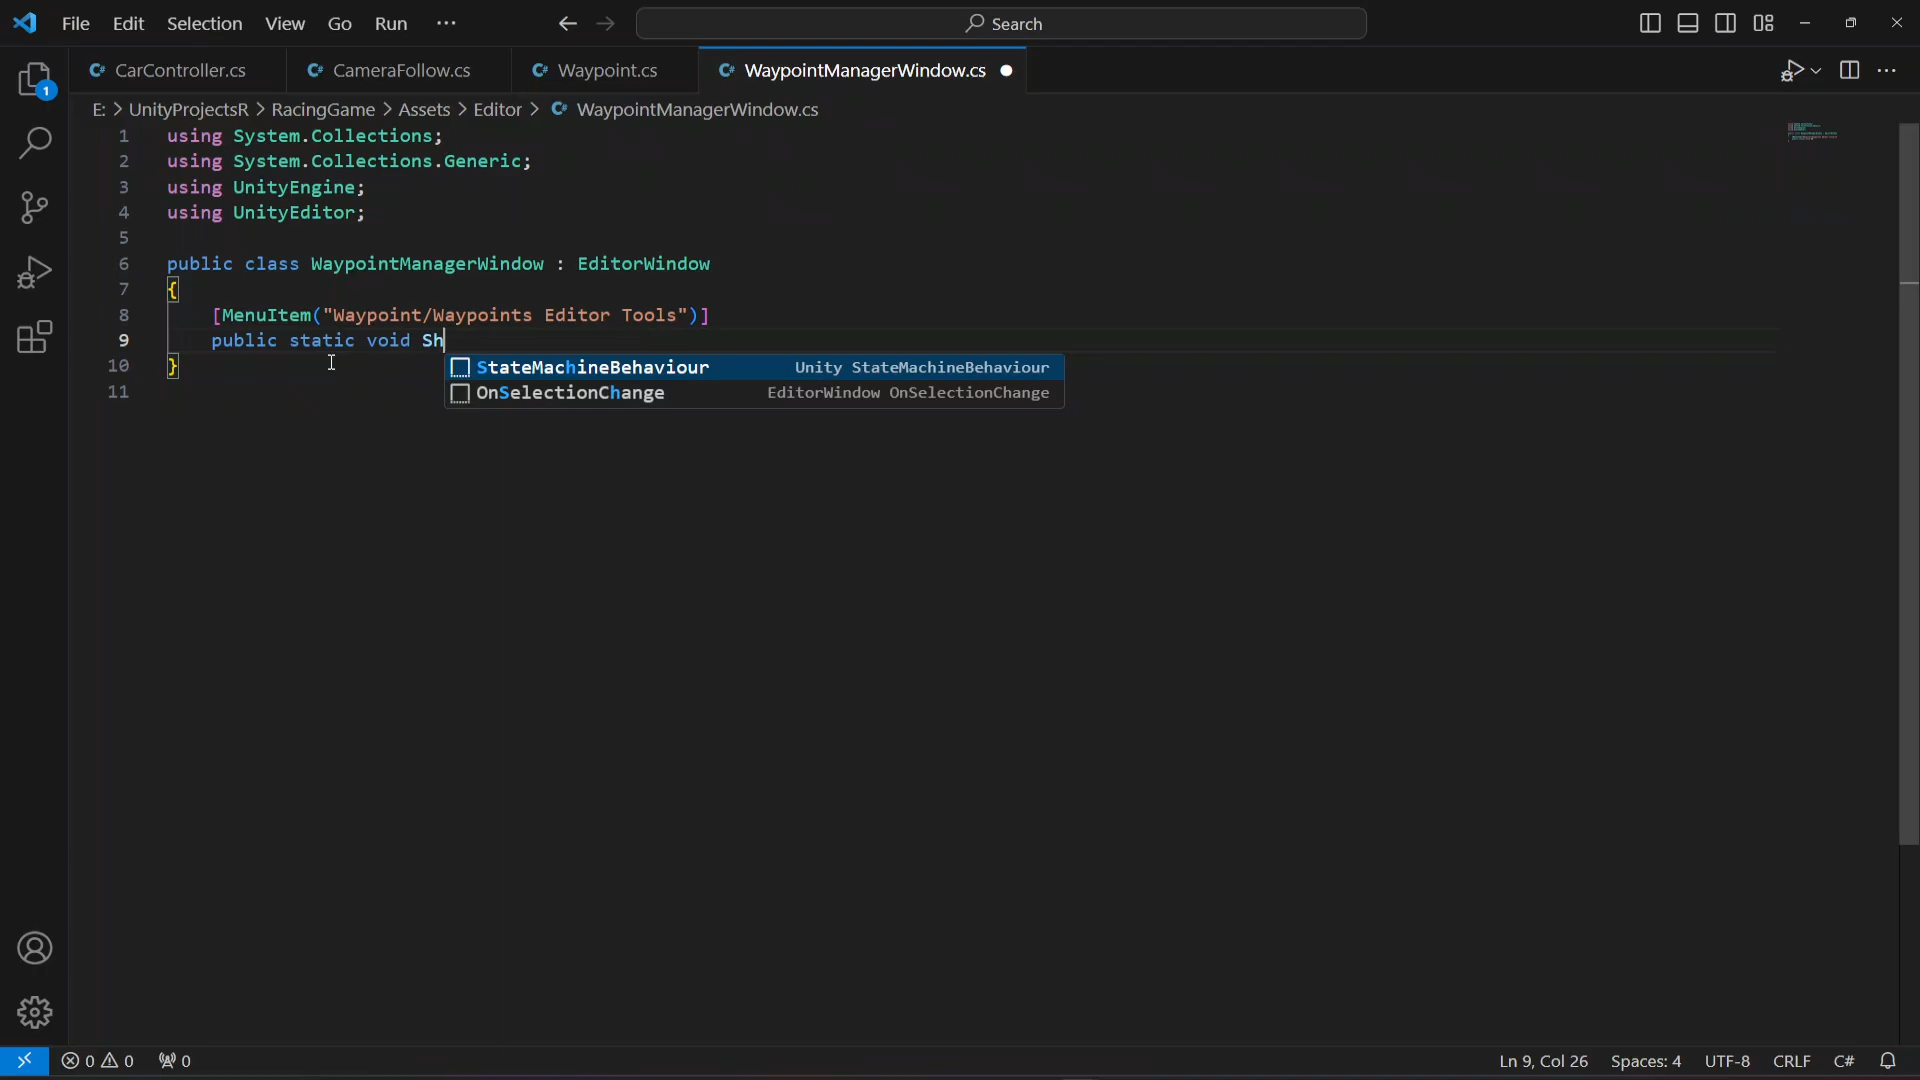 File Edit Selection View Go Run ··· Search
CarController.cs CameraFollow.cs Waypoint.cs WaypointManagerWindow.cs
1
E: > UnityProjectsR > RacingGame > Assets > Editor > WaypointManagerWindow.cs
1 using System.Collections;
2 using System.Collections.Generic;
3 using UnityEngine;
4 using UnityEditor;
5
6 public class WaypointManagerWindow : EditorWindow
7 {
8 [MenuItem("Waypoint/Waypoints Editor Tools")]
9 public static void Sh
10 }
StateMachineBehaviour Unity StateMachineBehaviour
11
OnSelectionChange EditorWindow OnSelectionChange
0 0 0 Ln 9, Col 26 Spaces: 4 UTF-8 CRLF C#